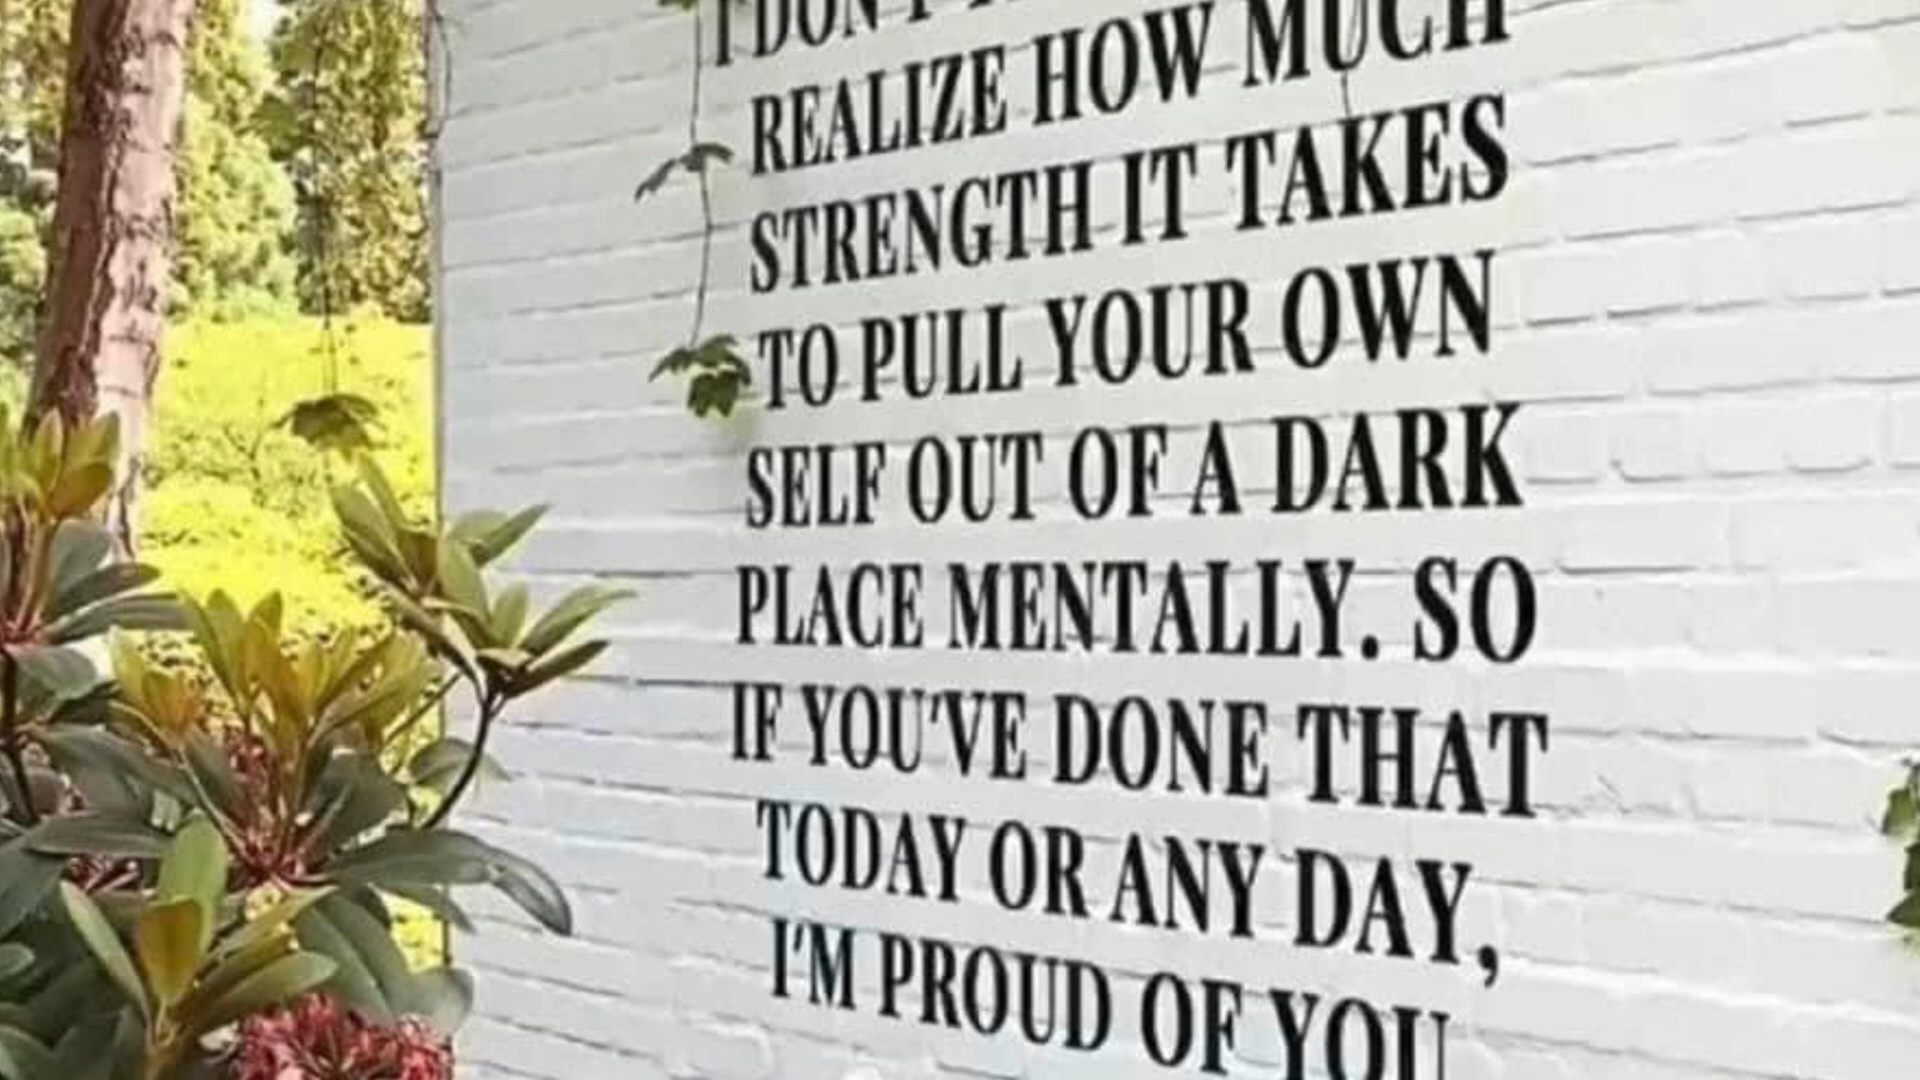 I DON'T
REALIZE HOW MUCH
STRENGTH IT TAKES
TO PULL YOUR OWN
SELF OUT OF A DARK
PLACE MENTALLY. SO
IF YOU'VE DONE THAT
TODAY OR ANY DAY,
I'M PROUD OF YOU